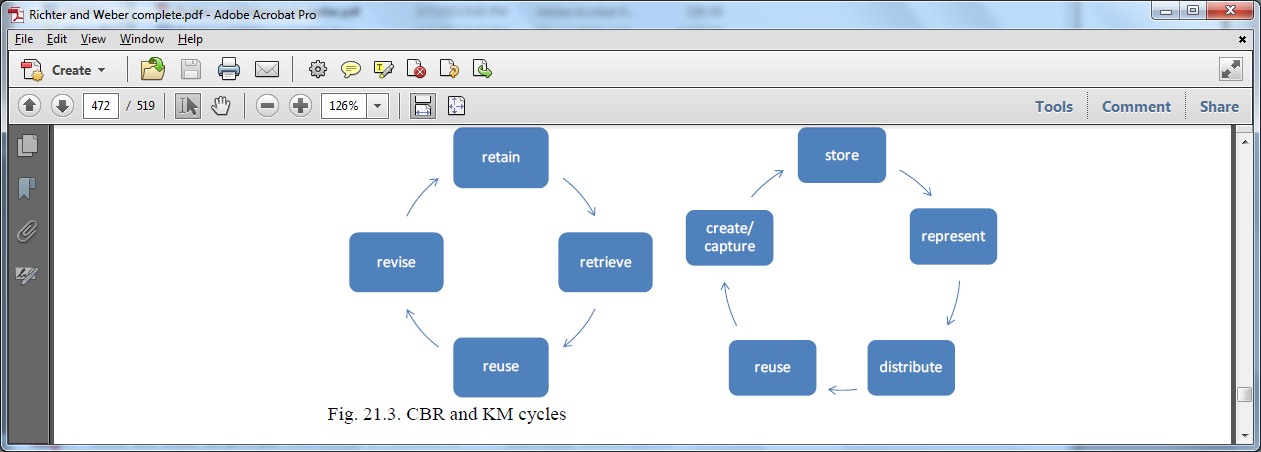 Richter and Weber complete.pdf - Adobe Acrobat Pro
File Edit View Window Help
Create
472 / 519 126% Tools Comment Share
retain
retrieve
reuse
revise
store
represent
distribute
reuse
create/
capture
Fig. 21.3. CBR and KM cycles